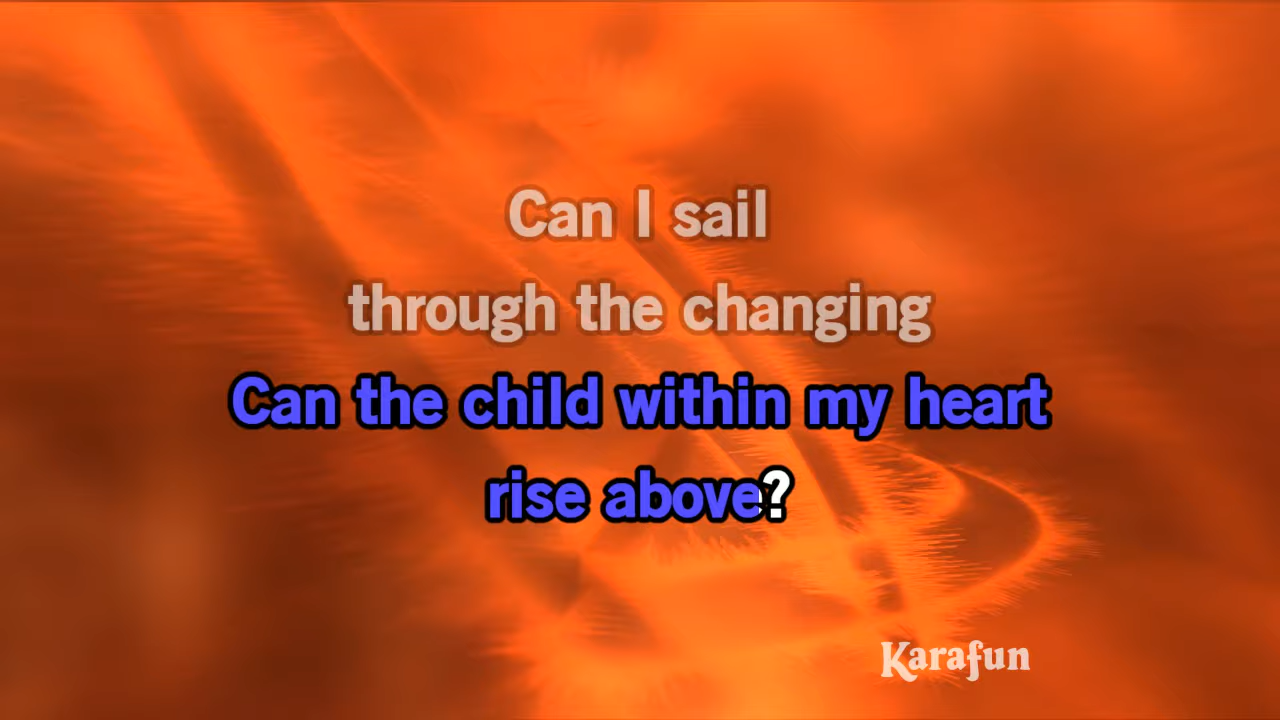 Can I sail
through the changing
Can the child within my heart
rise above?
Karafun